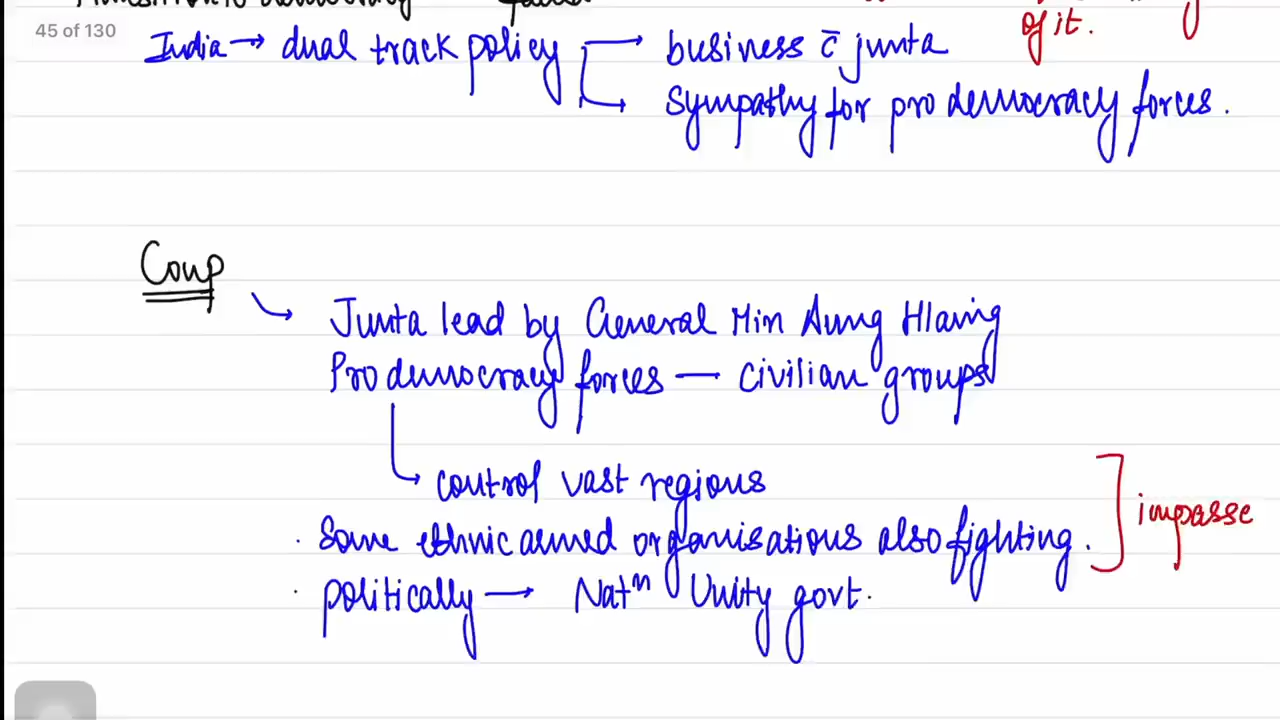 45 of 130
of it.
India → dual track policy → business c̄ junta
→ Sympathy for pro democracy forces.
Coup
Junta lead by General Min Aung Hlaing
Pro democracy forces — civilian groups
→ control vast regions
. Some ethnic armed organisations also fighting.
impasse
. politically → Natⁿ Unity govt.